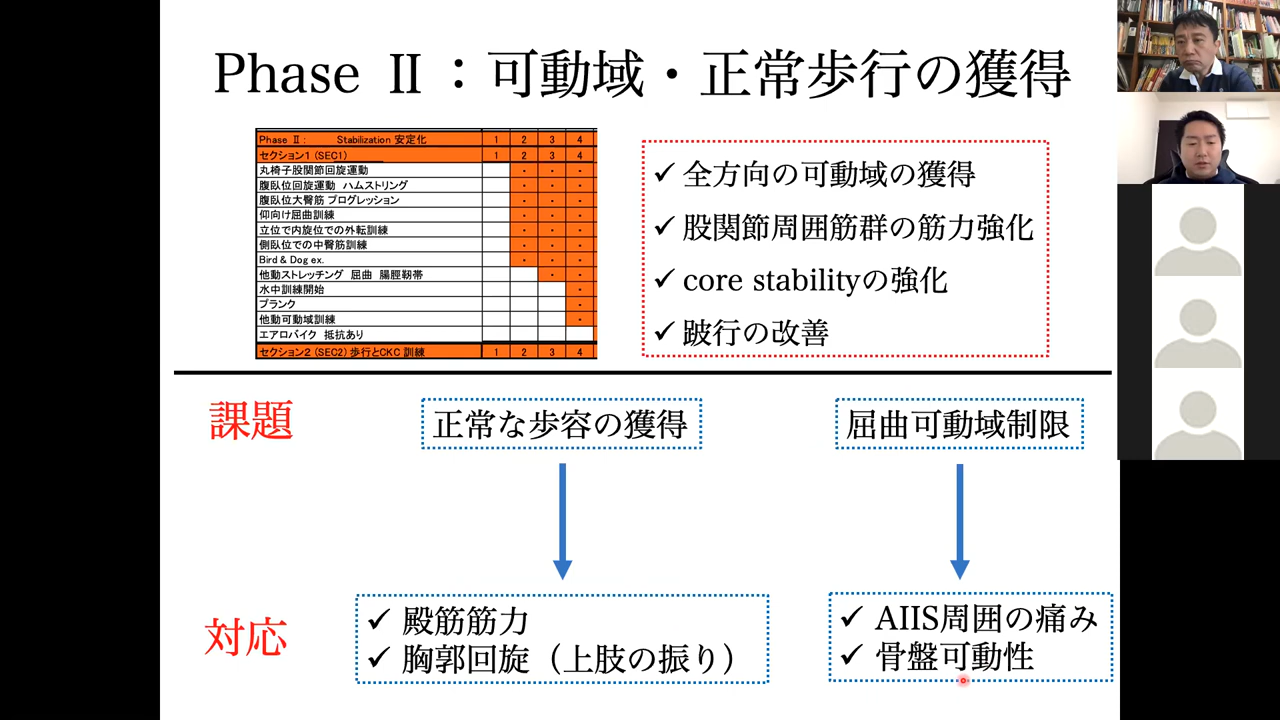 Phase Ⅱ：可動域・正常歩行の獲得
Phase Ⅱ： Stabilization 安定化 1 2 3 4
セクション1 (SEC1) 1 2 3 4
丸椅子股関節回旋運動
腹臥位回旋運動 ハムストリング
腹臥位大臀筋 プログレッション
仰向け屈曲訓練
立位で内旋位での外転訓練
側臥位での中臀筋訓練
Bird & Dog ex.
他動ストレッチング 屈曲 腸脛靭帯
水中訓練開始
プランク
他動可動域訓練
エアロバイク 抵抗あり
セクション2 (SEC2) 歩行とCKC 訓練 1 2 3 4
✓ 全方向の可動域の獲得
✓ 股関節周囲筋群の筋力強化
✓ core stabilityの強化
✓ 跛行の改善
課題
正常な歩容の獲得
屈曲可動域制限
対応
✓ 殿筋筋力
✓ 胸郭回旋（上肢の振り）
✓ AIIS周囲の痛み
✓ 骨盤可動性